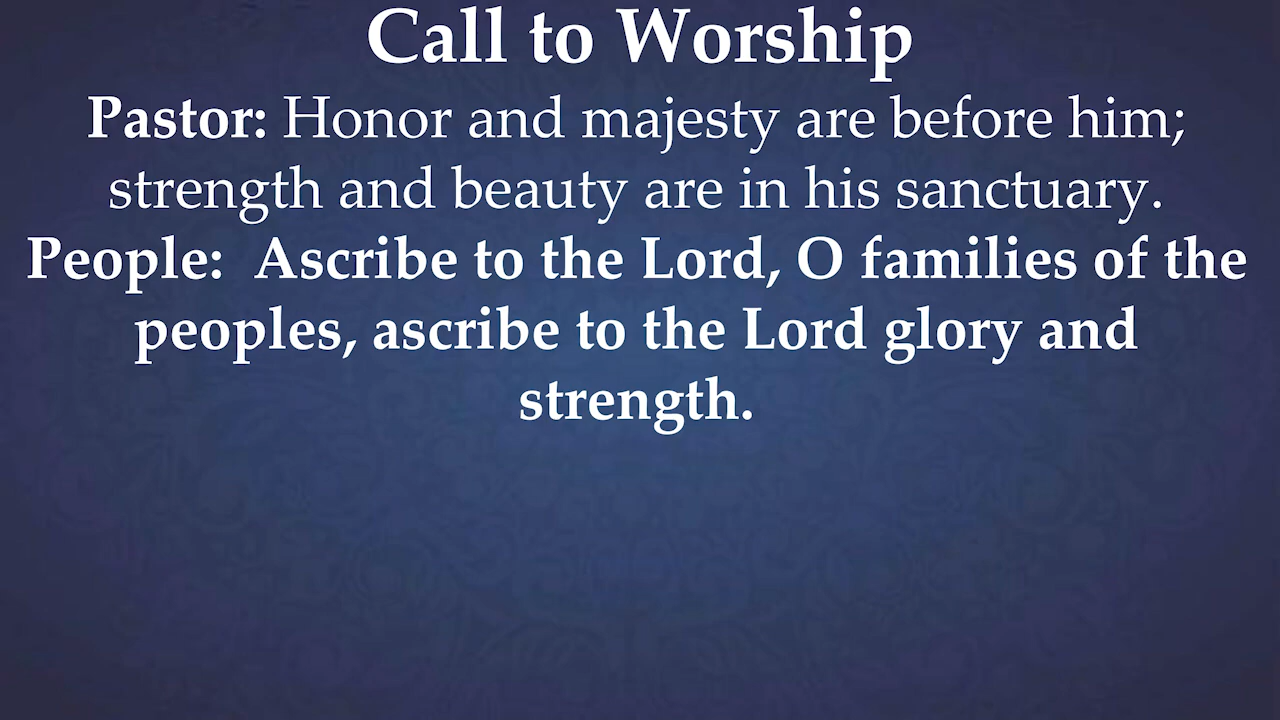 Call to Worship
Pastor: Honor and majesty are before him;
strength and beauty are in his sanctuary.
People:  Ascribe to the Lord, O families of the
peoples, ascribe to the Lord glory and
strength.